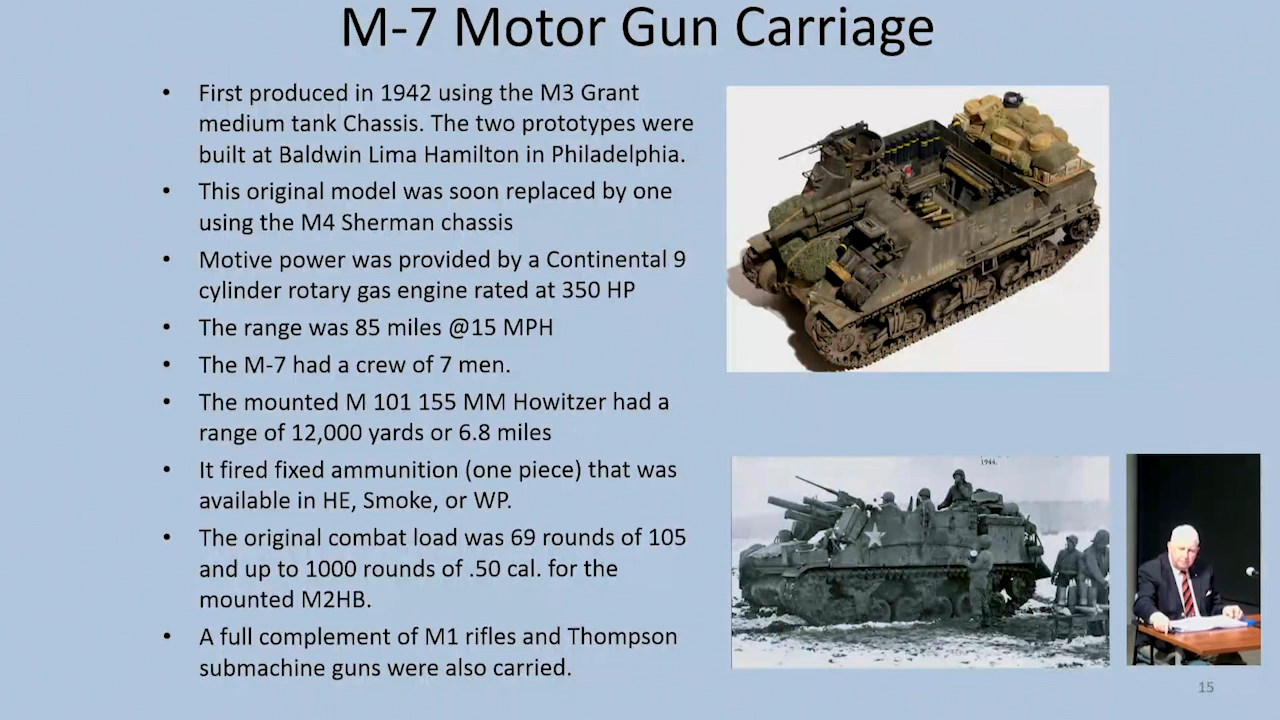 M-7 Motor Gun Carriage
• First produced in 1942 using the M3 Grant
medium tank Chassis. The two prototypes were
built at Baldwin Lima Hamilton in Philadelphia.
• This original model was soon replaced by one
using the M4 Sherman chassis
• Motive power was provided by a Continental 9
cylinder rotary gas engine rated at 350 HP
• The range was 85 miles @15 MPH
• The M-7 had a crew of 7 men.
• The mounted M 101 155 MM Howitzer had a
range of 12,000 yards or 6.8 miles
• It fired fixed ammunition (one piece) that was
available in HE, Smoke, or WP.
• The original combat load was 69 rounds of 105
and up to 1000 rounds of .50 cal. for the
mounted M2HB.
• A full complement of M1 rifles and Thompson
submachine guns were also carried.
1944.
15